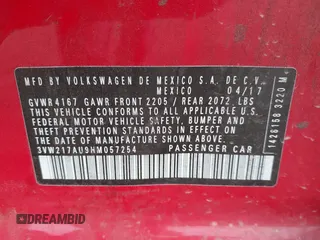 MFD. BY VOLKSWAGEN DE MEXICO S.A. DE C.V.
MEXICO 04/17
GVWR 4167 GAWR FRONT 2205 / REAR 2072 LBS
THIS VEHICLE CONFORMS TO ALL APPLICABLE U.S.
FEDERAL MOTOR VEHICLE SAFETY,
BUMPER AND THEFT PREVENTION STANDARDS IN
EFFECT ON THE DATE OF MANUFACTURE SHOWN ABOVE.
3VW217AU9HM057254 PASSENGER CAR
1426158 3220 M
DREAMBID